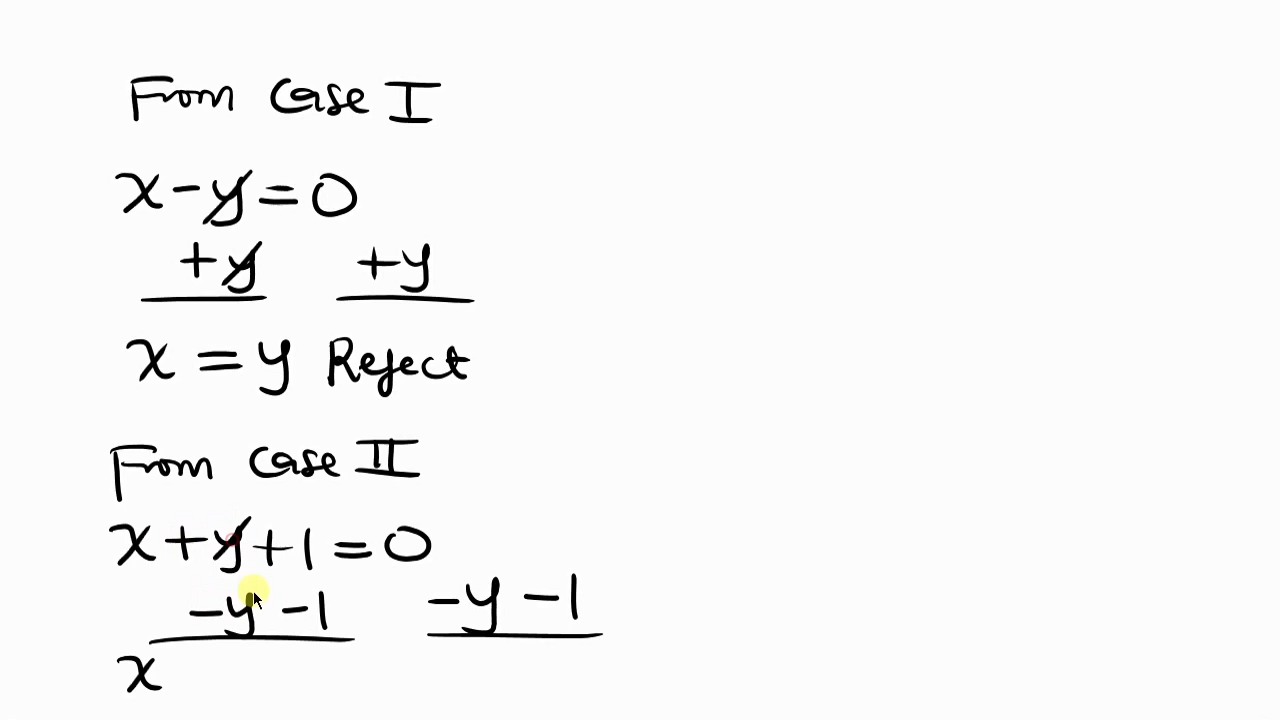 From Case I
x - y = 0
+y +y
x = y Reject
From Case II
x + y + 1 = 0
-y -1 -y -1
x